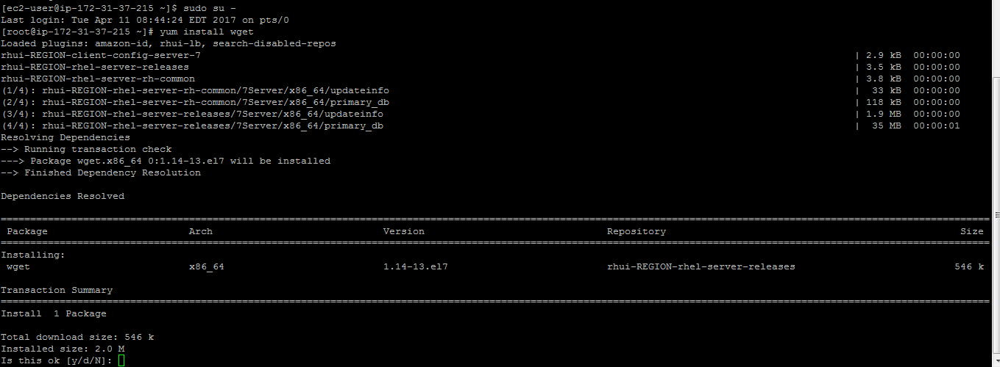 [ec2-user@ip-172-31-37-215 ~]$ sudo su -
Last login: Tue Apr 11 08:44:24 EDT 2017 on pts/0
[root@ip-172-31-37-215 ~]# yum install wget
Loaded plugins: amazon-id, rhui-lb, search-disabled-repos
rhui-REGION-client-config-server-7 | 2.9 kB 00:00:00
rhui-REGION-rhel-server-releases | 3.5 kB 00:00:00
rhui-REGION-rhel-server-rh-common | 3.8 kB 00:00:00
(1/4): rhui-REGION-rhel-server-rh-common/7Server/x86_64/updateinfo | 33 kB 00:00:00
(2/4): rhui-REGION-rhel-server-rh-common/7Server/x86_64/primary_db | 118 kB 00:00:00
(3/4): rhui-REGION-rhel-server-releases/7Server/x86_64/updateinfo | 1.9 MB 00:00:00
(4/4): rhui-REGION-rhel-server-releases/7Server/x86_64/primary_db | 35 MB 00:00:01
Resolving Dependencies
--> Running transaction check
---> Package wget.x86_64 0:1.14-13.el7 will be installed
--> Finished Dependency Resolution
Dependencies Resolved
Package Arch Version Repository Size
Installing:
wget x86_64 1.14-13.el7 rhui-REGION-rhel-server-releases 546 k
Transaction Summary
Install 1 Package
Total download size: 546 k
Installed size: 2.0 M
Is this ok [y/d/N]: